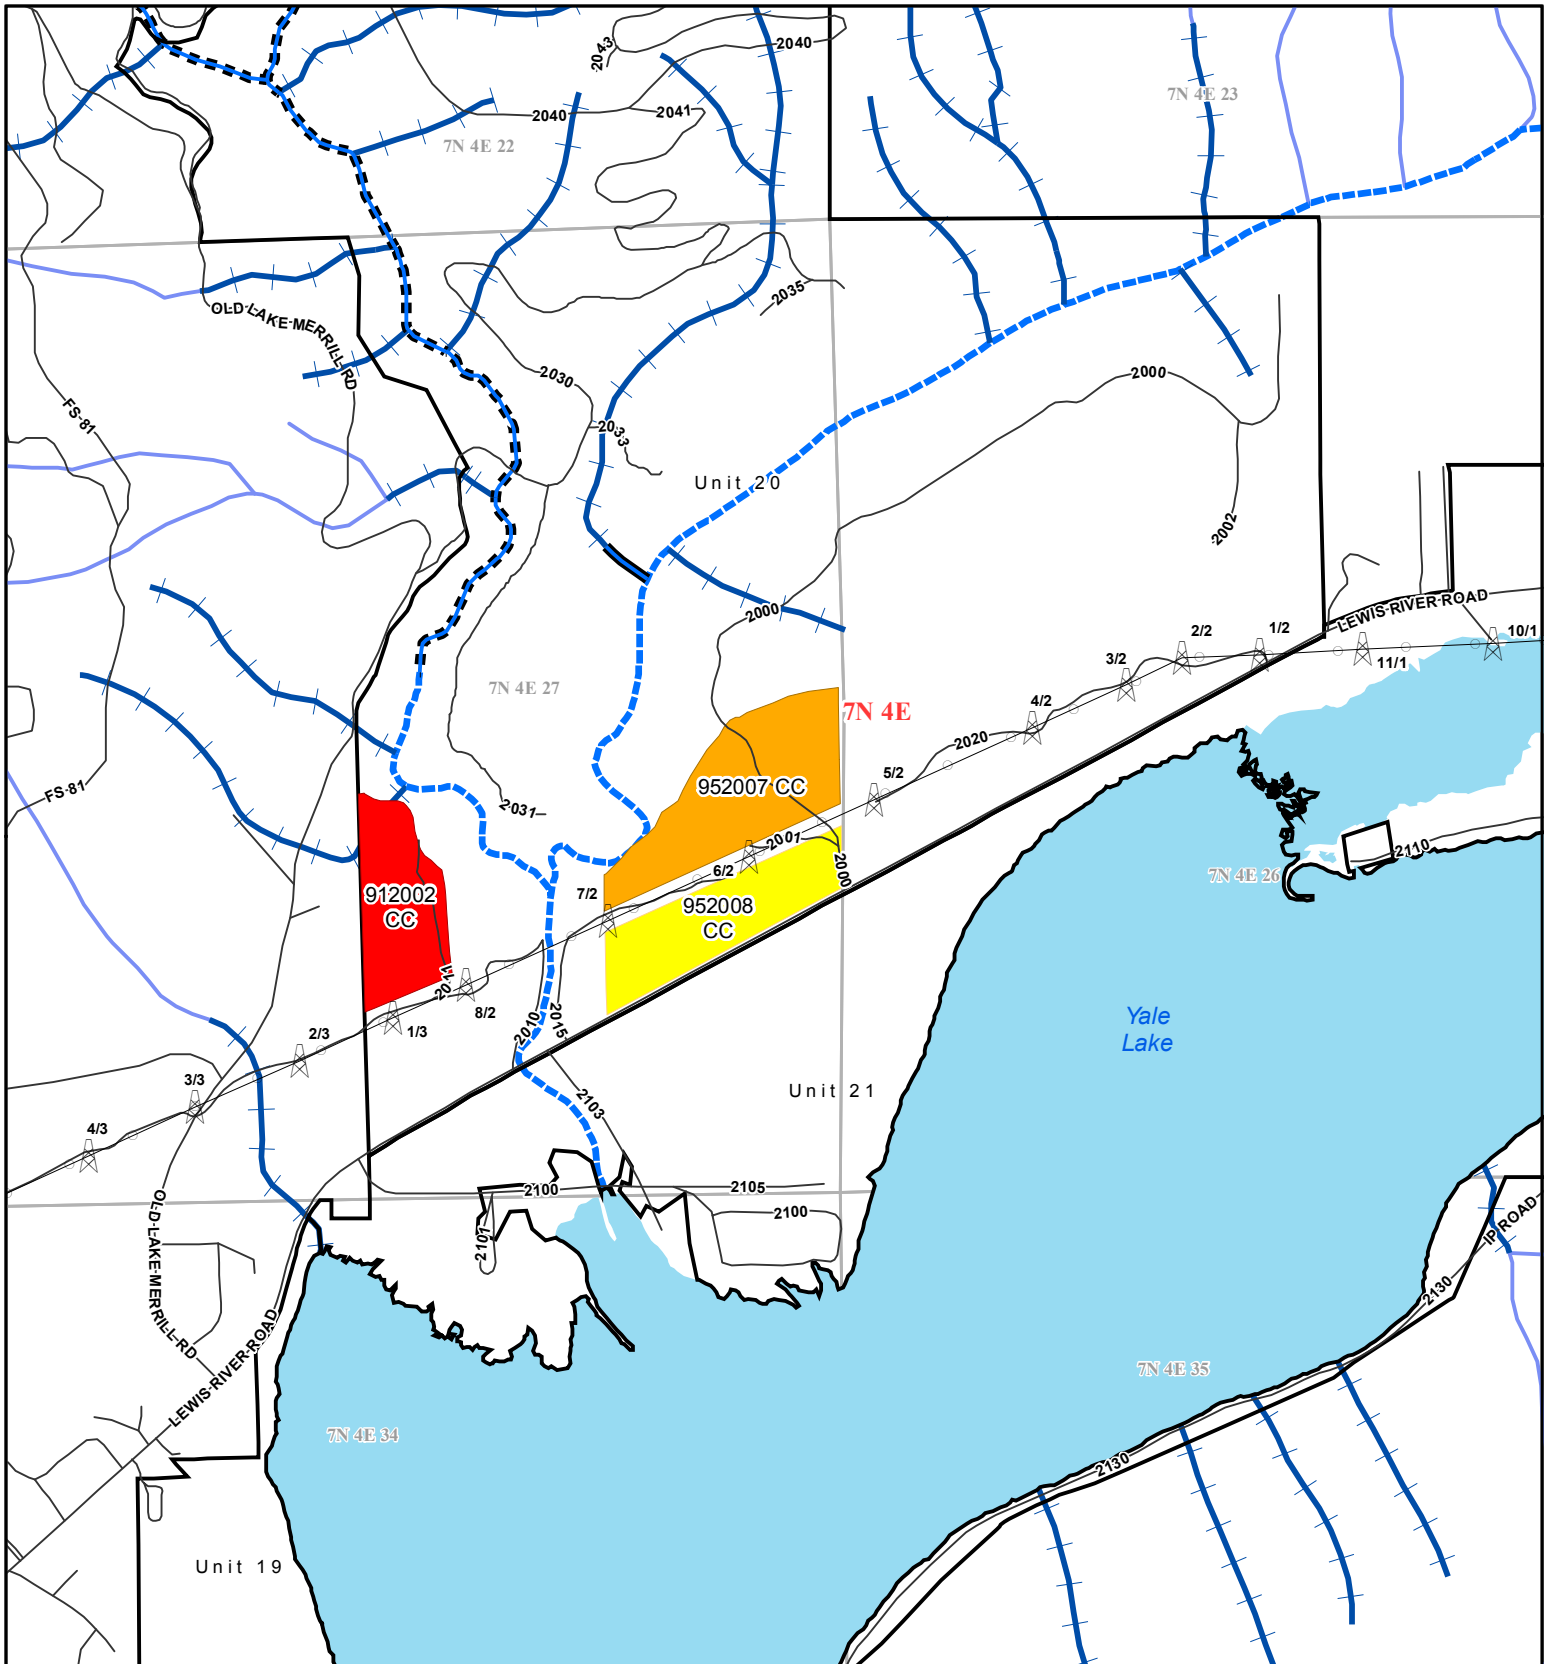 2043
2040
7N 4E 23
2041
2040
7N 4E 22
2035
OLD-LAKE-MERRILL-RD
2030
2000
FS-81
2033
Unit 20
2002
2000
LEWIS-RIVER-ROAD
10/1
1/2
2/2
11/1
3/2
7N 4E 27
4/2
7N 4E
2020
5/2
952007 CC
FS-81
2031
2001
2110
6/2
2000
7N 4E 26
7/2
912002
CC
952008
CC
2011
8/2
2010
2015
1/3
Yale
Lake
2/3
3/3
Unit 21
2103
4/3
2100
2105
2100
2101
OLD-LAKE-MERRILL-RD
IP ROAD
2130
LEWIS-RIVER-ROAD
7N 4E 35
7N 4E 34
2130
Unit 19